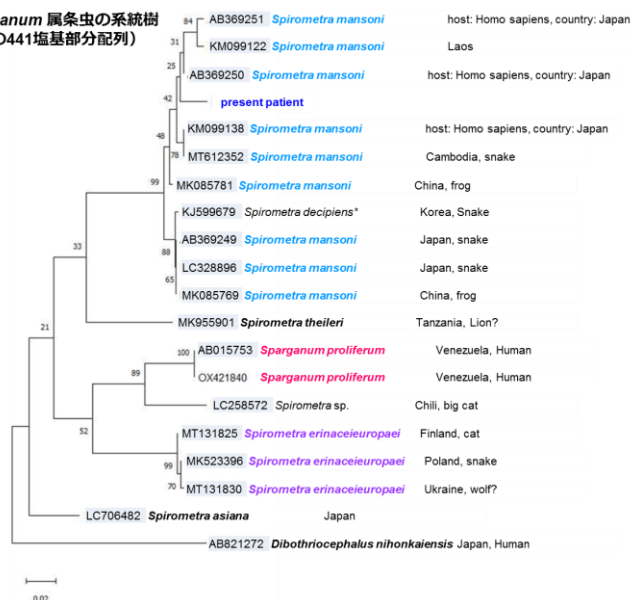 anum 属条虫の系統樹
441塩基部分配列）
84 AB369251 Spirometra mansoni host: Homo sapiens, country: Japan
31 KM099122 Spirometra mansoni Laos
25 AB369250 Spirometra mansoni host: Homo sapiens, country: Japan
42 present patient
48 KM099138 Spirometra mansoni host: Homo sapiens, country: Japan
78 MT612352 Spirometra mansoni Cambodia, snake
99 MK085781 Spirometra mansoni China, frog
KJ599679 Spirometra decipiens* Korea, Snake
88 AB369249 Spirometra mansoni Japan, snake
LC328896 Spirometra mansoni Japan, snake
65 MK085769 Spirometra mansoni China, frog
33
MK955901 Spirometra theileri Tanzania, Lion?
21
100 AB015753 Sparganum proliferum Venezuela, Human
89 OX421840 Sparganum proliferum Venezuela, Human
LC258572 Spirometra sp. Chili, big cat
52 MT131825 Spirometra erinaceieuropaei Finland, cat
99 MK523396 Spirometra erinaceieuropaei Poland, snake
70 MT131830 Spirometra erinaceieuropaei Ukraine, wolf?
LC706482 Spirometra asiana Japan
AB821272 Dibothriocephalus nihonkaiensis Japan, Human
0.02